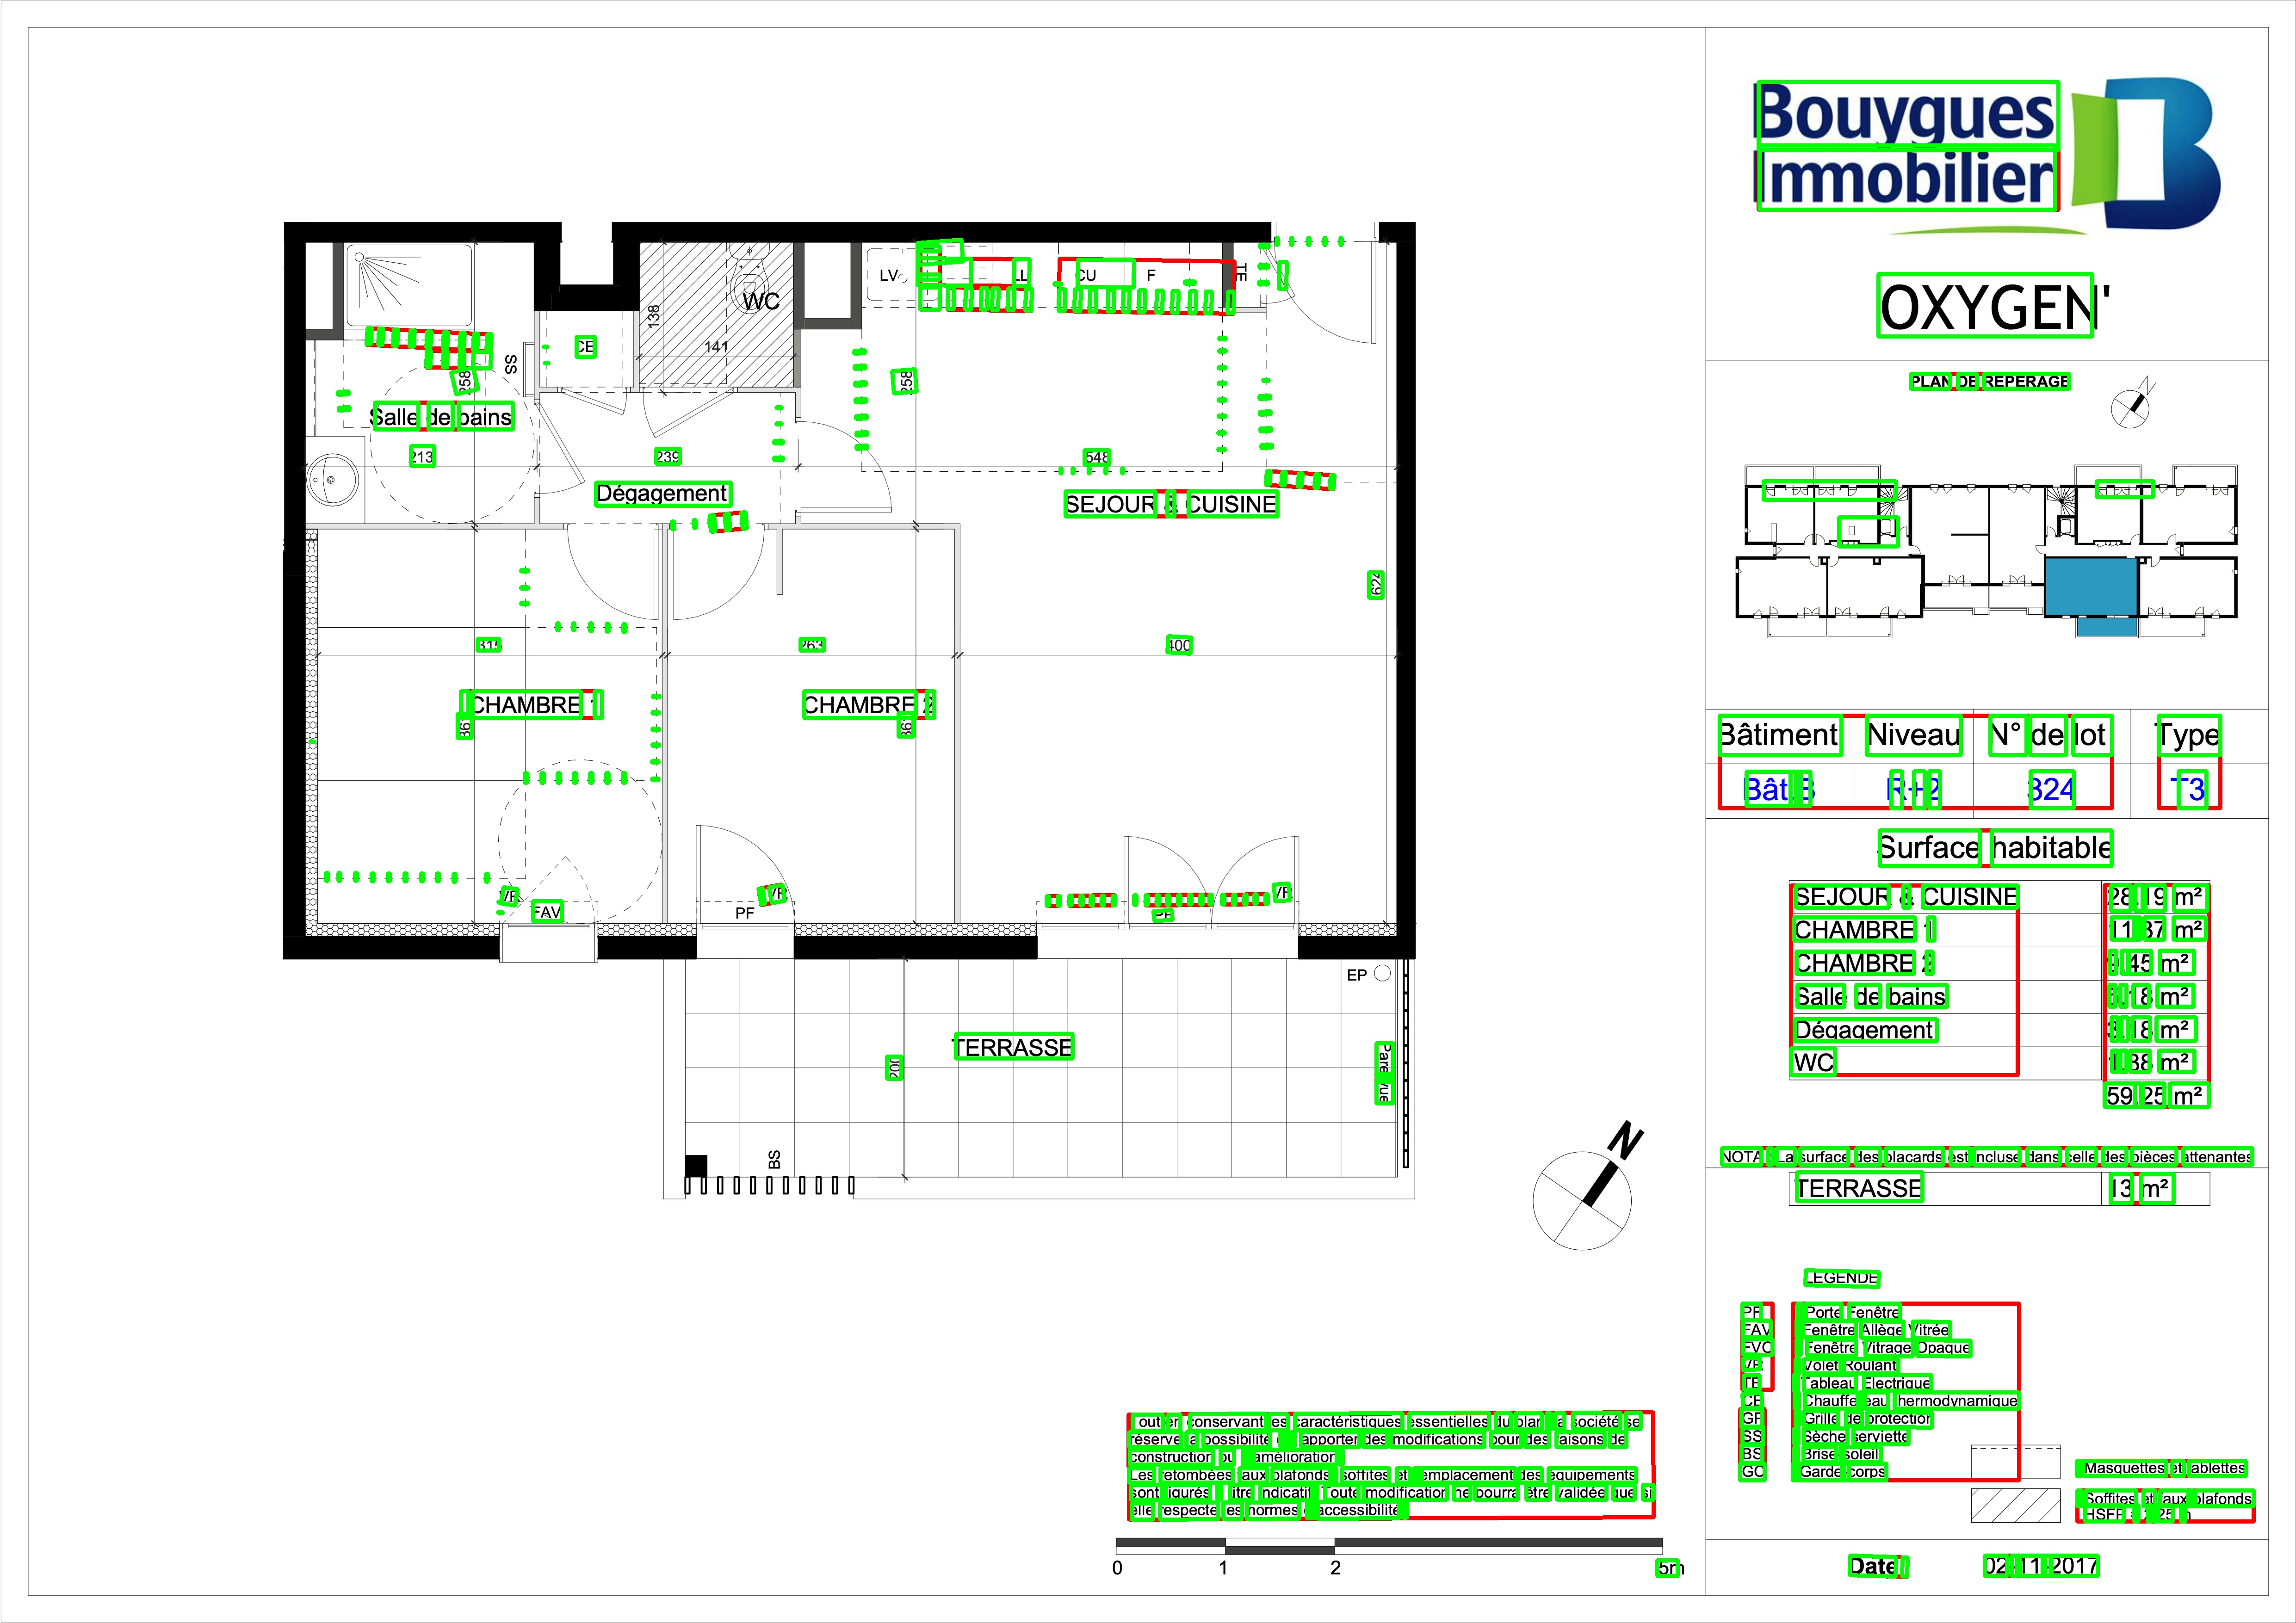 Bouygues
Immobilier
OXYGEN'
PLAN DE REPERAGE
N
Bâtiment Niveau N° de lot Type
Bât B R+2 324 T3
Surface habitable
SEJOUR & CUISINE 28.19 m²
CHAMBRE 1 11.37 m²
CHAMBRE 2 9.45 m²
Salle de bains m²
Dégagement 3.18 m²
WC 1.88 m²
59.25 m²
NOTA : La surface des placards est incluse dans celle des pièces attenantes
TERRASSE 13 m²
LEGENDE
PF : Porte Fenêtre
FAV : Fenêtre Allège Vitrée
FVO : Fenêtre Vitrage Opaque
VR : Volet Roulant
TE : Tableau Electrique
CE : Chauffe eau thermodynamique
GP : Grille de protection
SS : Sèche serviette
BS : Brise soleil
GC : Garde corps
Masquettes et tablettes
Soffites et faux plafonds
HSFP
Date : 02-11-2017
LV
LL
CU
F
TE
WC
138
141
CE
SS
258
258
Salle de bains
213
239
548
Dégagement
SEJOUR & CUISINE
624
315
263
400
CHAMBRE 1
CHAMBRE 2
VR
FAV
VR
PF
VR
PF
EP
TERRASSE
200
Pare vue
BS
N
Tout en conservant les caractéristiques essentielles du plan, la société se
réserve la possibilité d'apporter des modifications pour des raisons de
construction ou d'amélioration.
Les retombées, faux plafonds, soffites et l'emplacement des équipements
sont figurés à titre indicatif. Toute modification ne pourra être validée que si
elle respecte les normes d'accessibilité.
0 1 2 5m